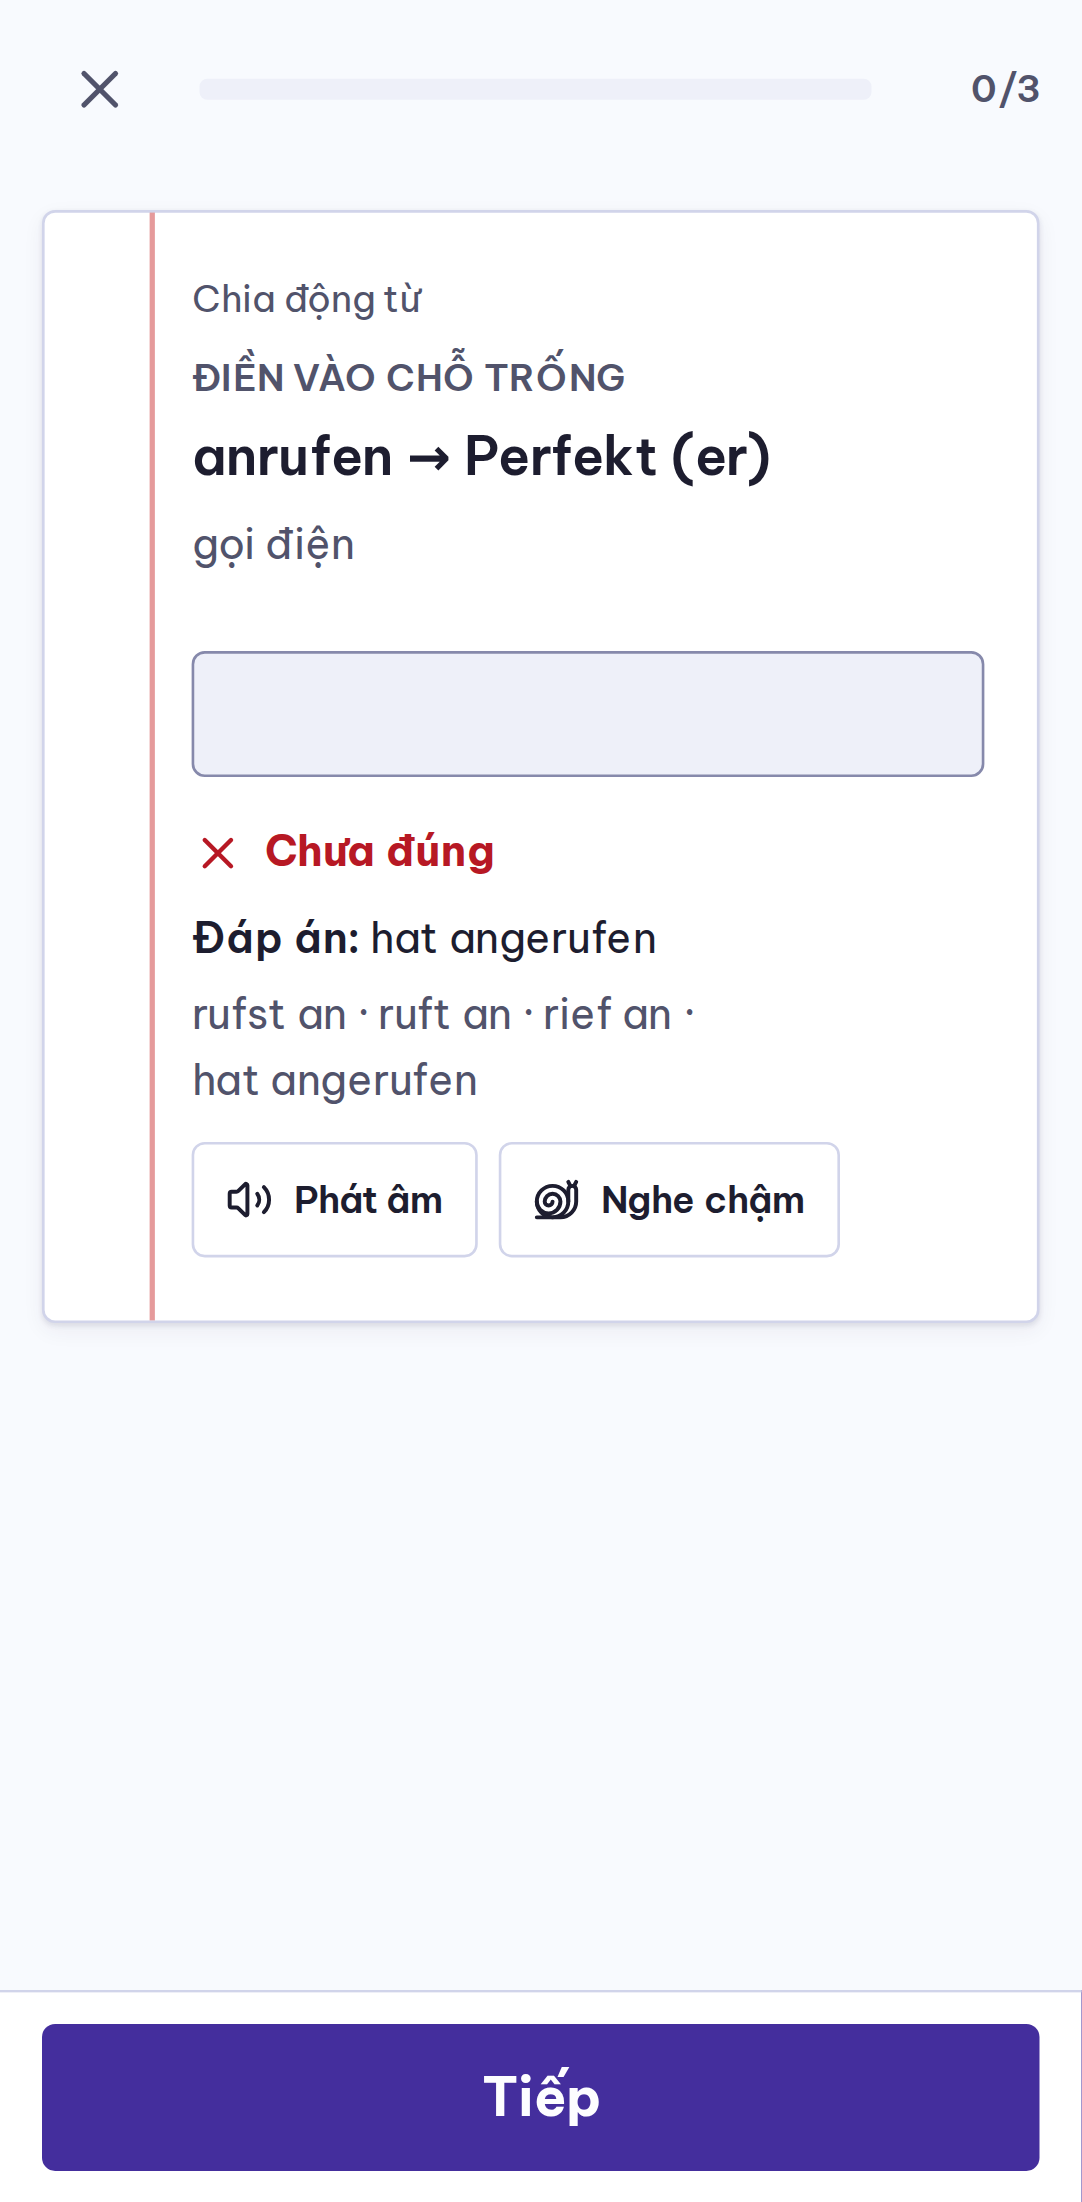 0/3
Chia động từ
ĐIỀN VÀO CHỖ TRỐNG
anrufen → Perfekt (er)
gọi điện
Chưa đúng
Đáp án: hat angerufen
rufst an · ruft an · rief an ·
hat angerufen
Phát âm
Nghe chậm
Tiếp